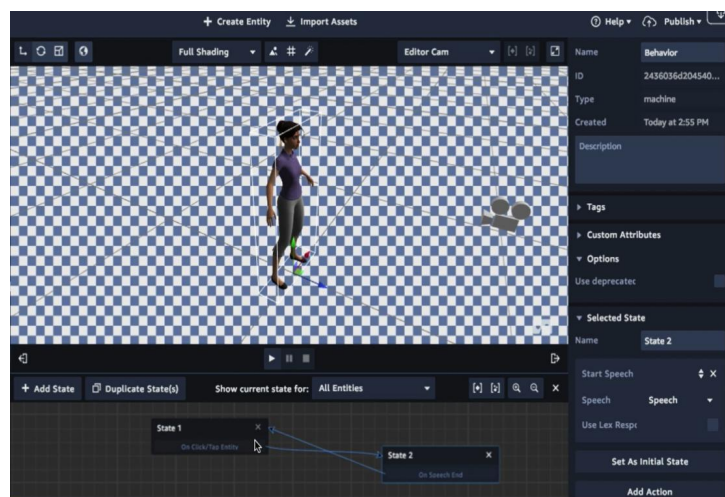 + Create Entity
Import Assets
Help
Publish
Full Shading
Editor Cam
Name
Behavior
ID
2436036d204540...
Type
machine
Created
Today at 2:55 PM
Description
Tags
Custom Attributes
Options
Use deprecatec
Selected State
Name
State 2
Start Speech
X
Speech
Speech
Use Lex Respc
Set As Initial State
Add Action
+ Add State
Duplicate State(s)
Show current state for:
All Entities
State 1
On Click/Tap Entity
State 2
On Speech End